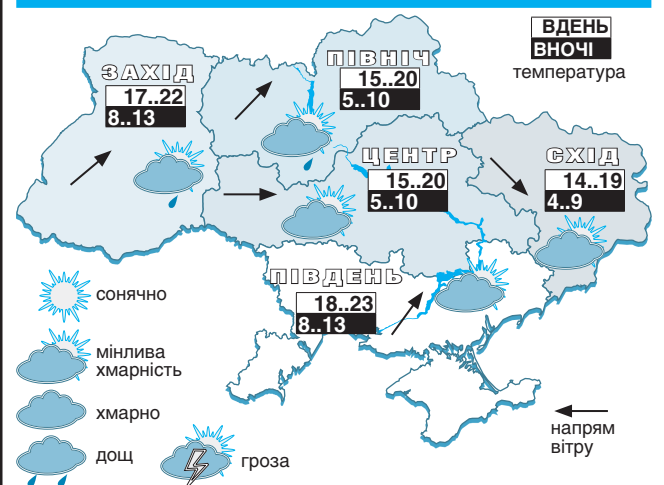 ВДЕНЬ
ВНОЧІ
температура
ЗАХІД
17..22
8..13
ПІВНІЧ
15..20
5..10
ЦЕНТР
15..20
5..10
СХІД
14..19
4..9
ПІВДЕНЬ
18..23
8..13
сонячно
мінлива
хмарність
хмарно
дощ
гроза
напрям
вітру